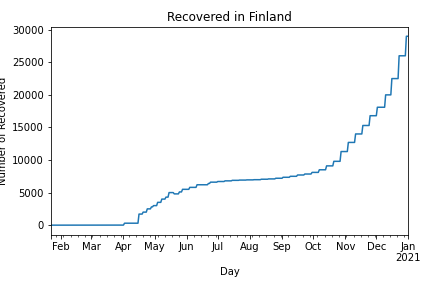 Recovered in Finland
Number of Recovered
30000
25000
20000
15000
10000
5000
0
Feb Mar Apr May Jun Jul Aug Sep Oct Nov Dec Jan
2021
Day